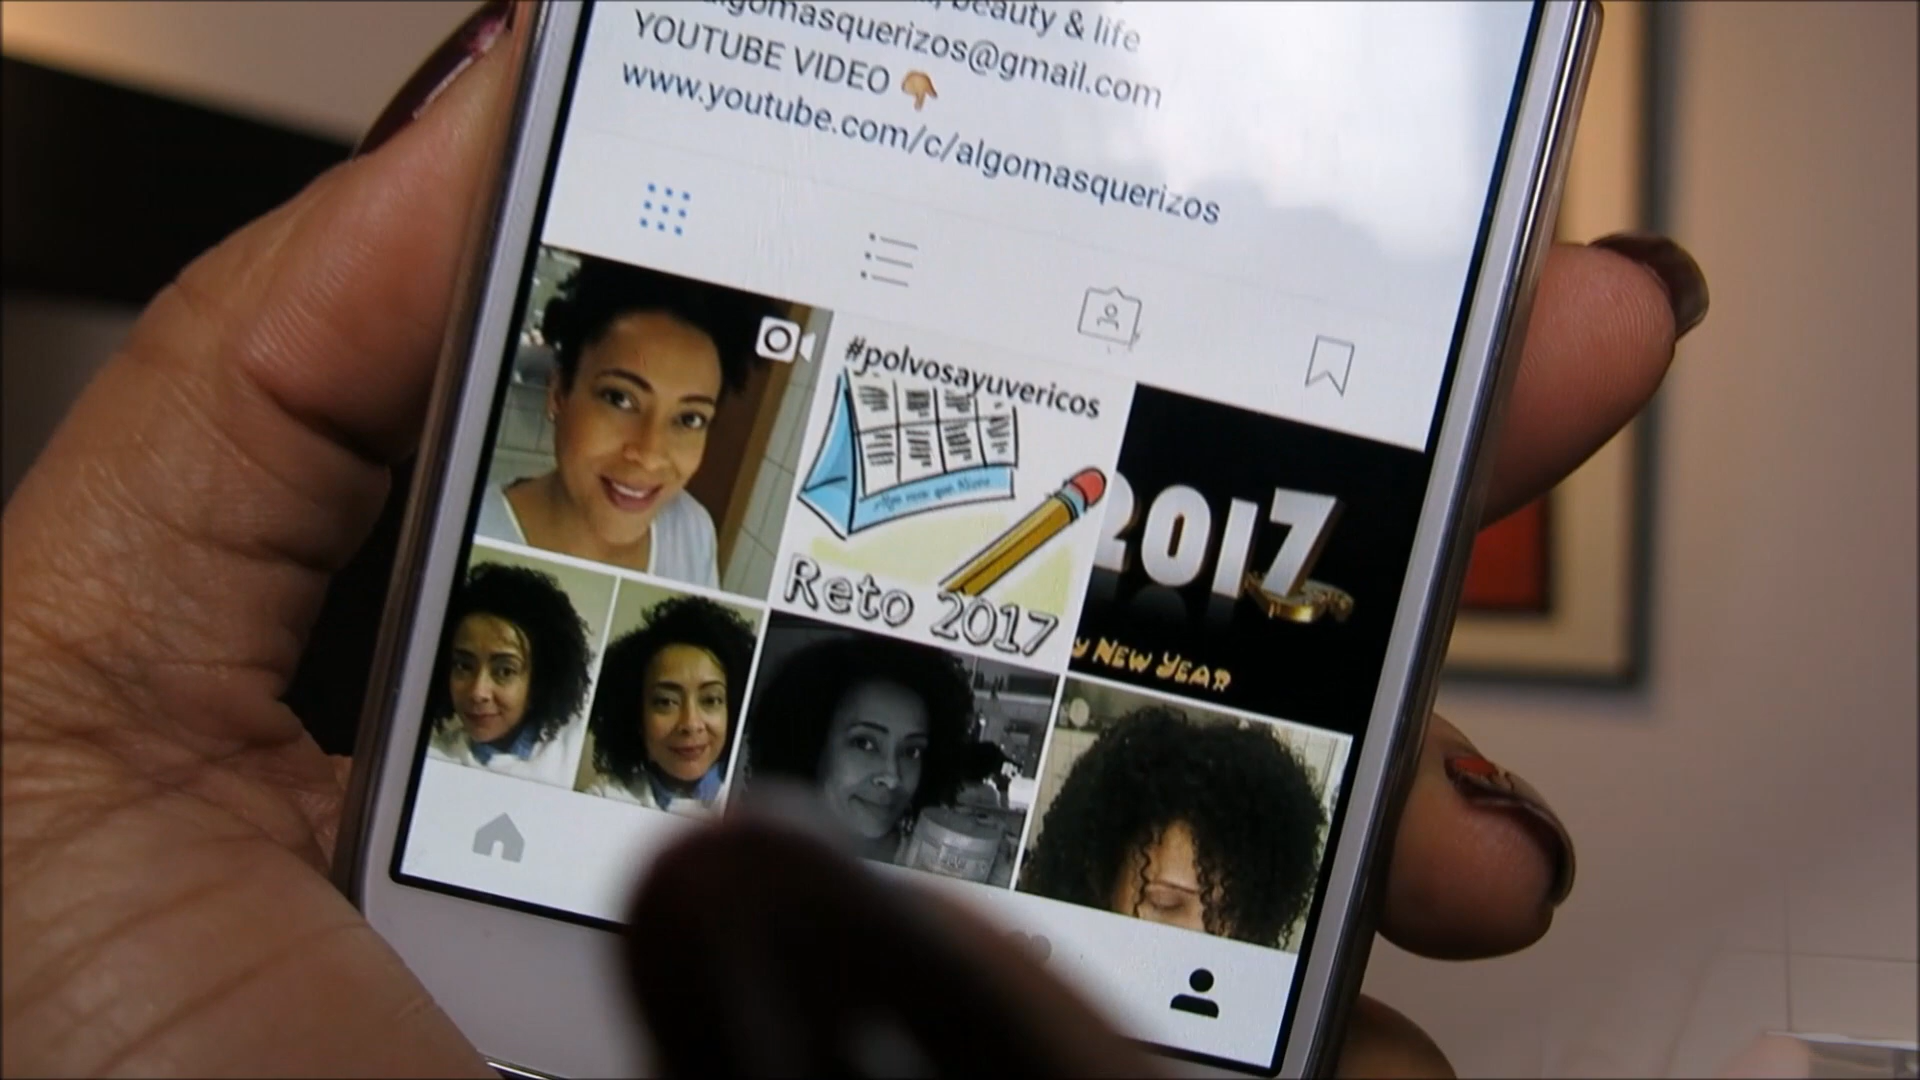 beauty & life
algomasquerizos@gmail.com
YOUTUBE VIDEO 👇
www.youtube.com/c/algomasquerizos
#polvosayuvericos
Reto 2017
2017
NEW YEAR